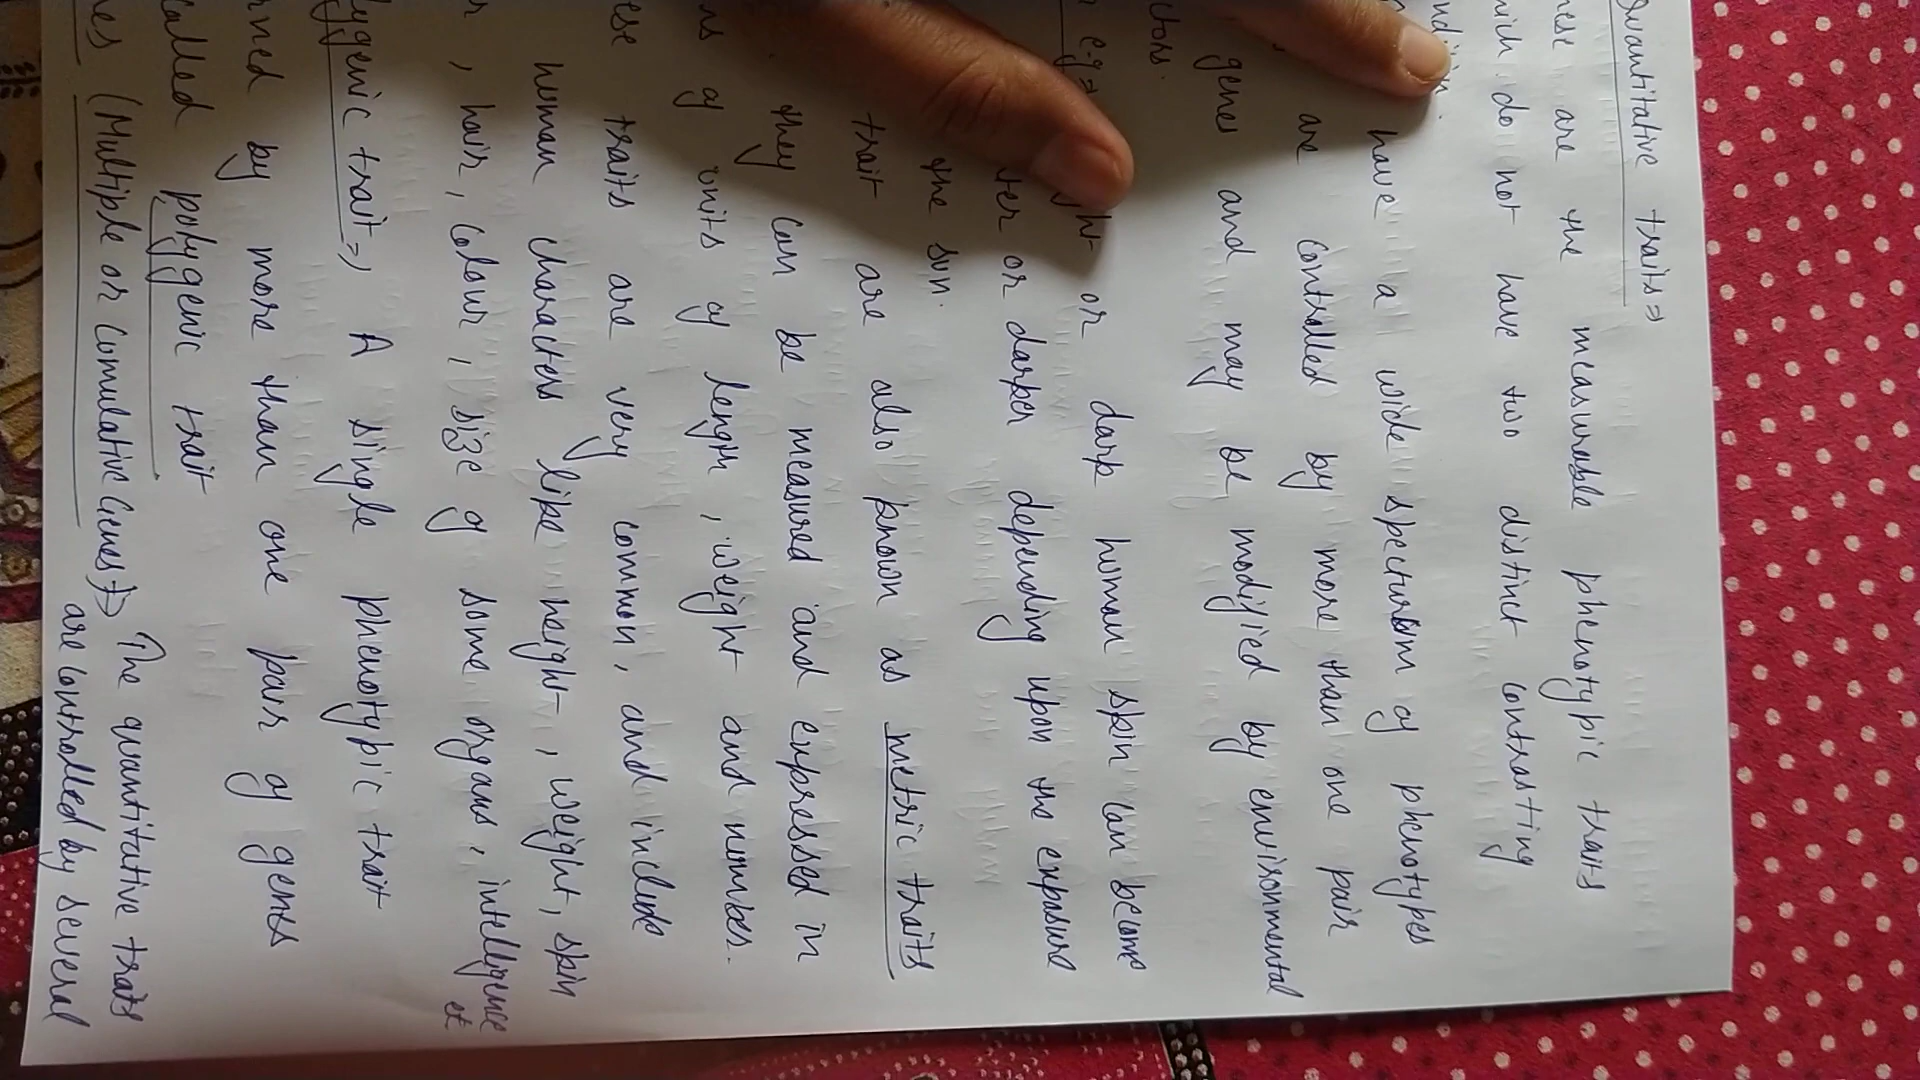 Quantitative traits ⇒
are the measurable phenotypic traits
which do not have two distinct contrasting
have a wide specturom of phenotypes
are controlled by more than one pair
genes and may be modified by environmental
e.g ⇒ or dark human skin can become
or darker depending upon the exposure
the sun.
trait are also known as metric traits
they can be measured and expressed in
of units of length, weight and number.
traits are very common, and include
human characters like height, weight, skin
, hair, colour, size of some organs, intelligence et
trait ⇒, A single phenotypic trait
by more than one pair of genes
called polygenic trait
(Multiple or Comulative Genes) ⇒ The quantitative traits
are controlled by several